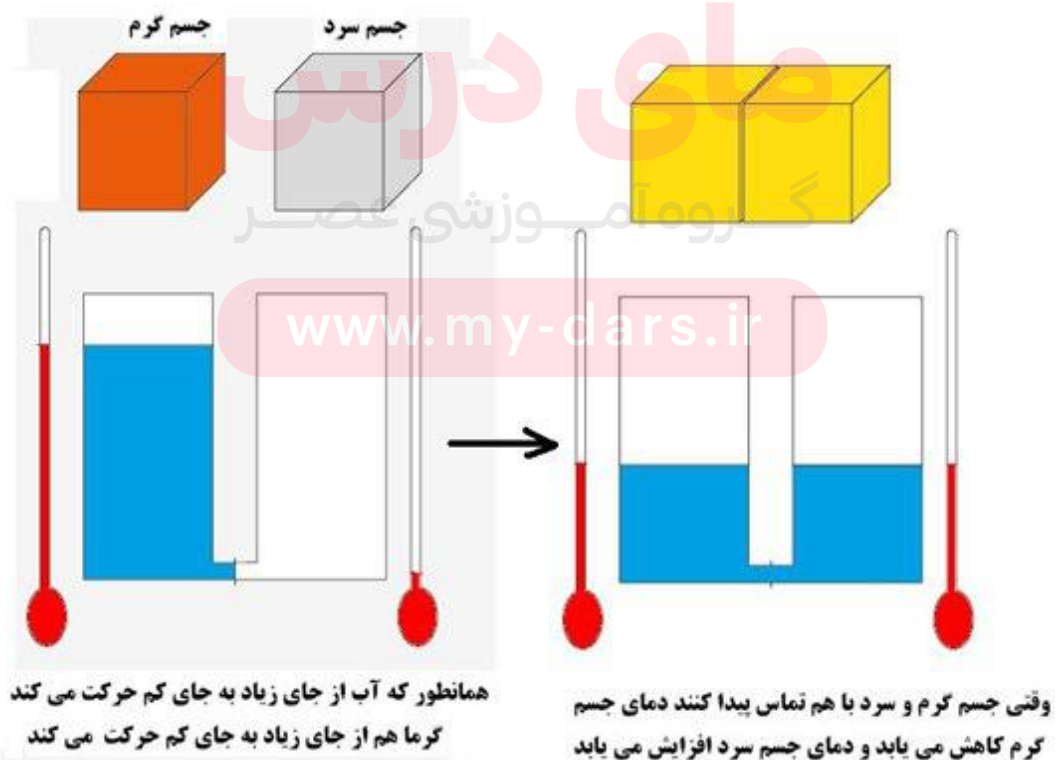 جسم گرم
جسم سرد
مای درس
گروه آموزشی عصر
www.my-dars.ir
همانطور که آب از جای زیاد به جای کم حرکت می کند
گرما هم از جای زیاد به جای کم حرکت می کند
وقتی جسم گرم و سرد با هم تماس پیدا کنند دمای جسم
گرم کاهش می یابد و دمای جسم سرد افزایش می یابد